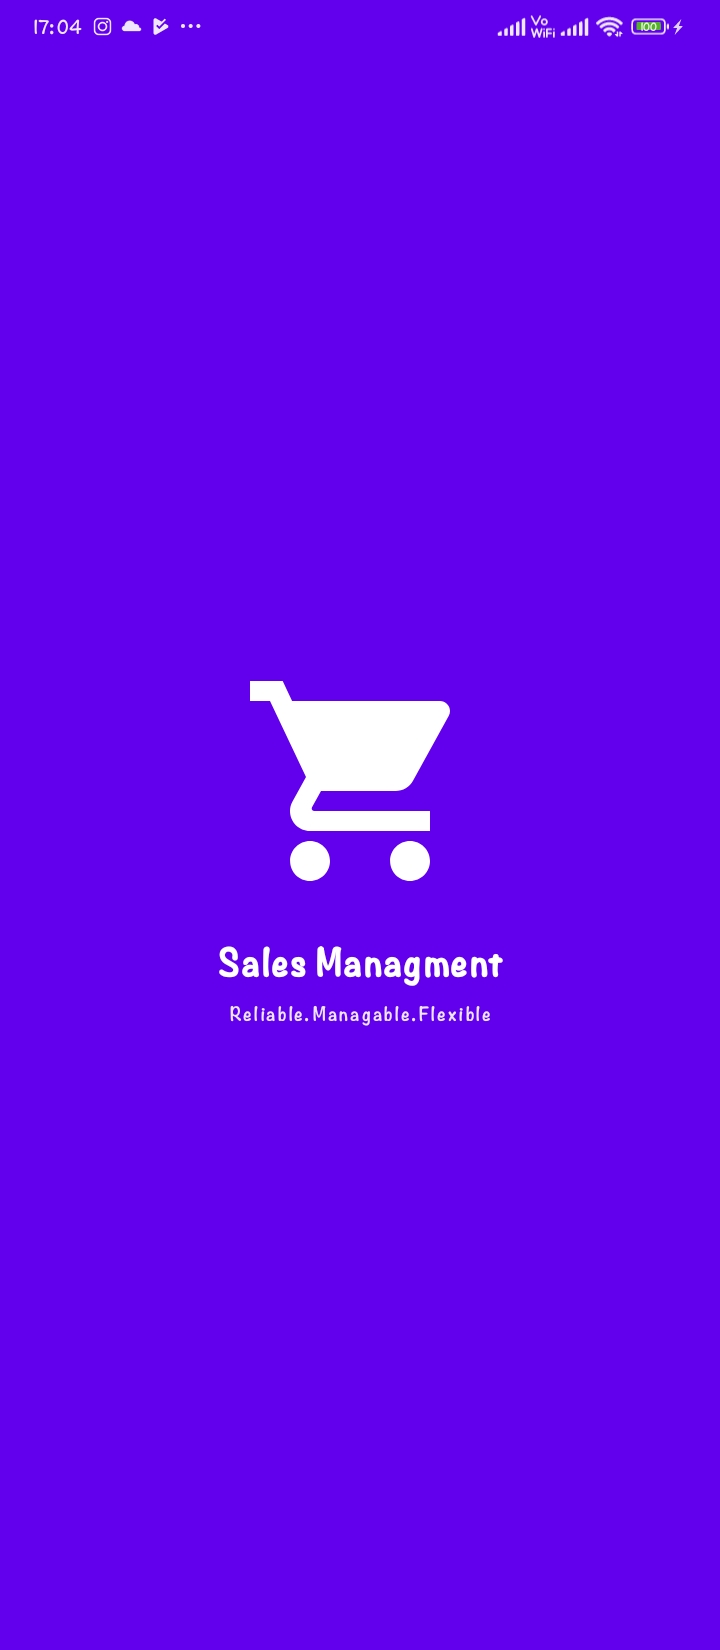 17:04
Vo
WiFi
100
Sales Managment
Reliable.Managable.Flexible